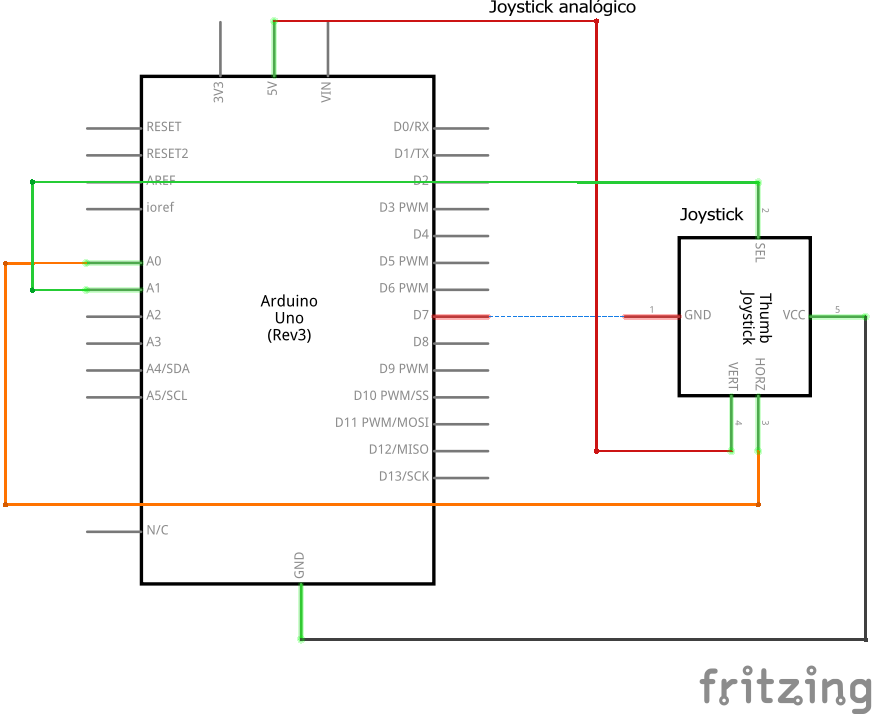 Joystick analógico
3V3
5V
VIN
RESET
D0/RX
RESET2
D1/TX
AREF
D2
ioref
D3 PWM
D4
A0
D5 PWM
A1
D6 PWM
A2
D7
A3
D8
A4/SDA
D9 PWM
A5/SCL
D10 PWM/SS
D11 PWM/MOSI
D12/MISO
D13/SCK
N/C
GND
Arduino
Uno
(Rev3)
Joystick
2
SEL
1
GND
Thumb
Joystick
VCC
5
VERT
HORZ
4
3
fritzing